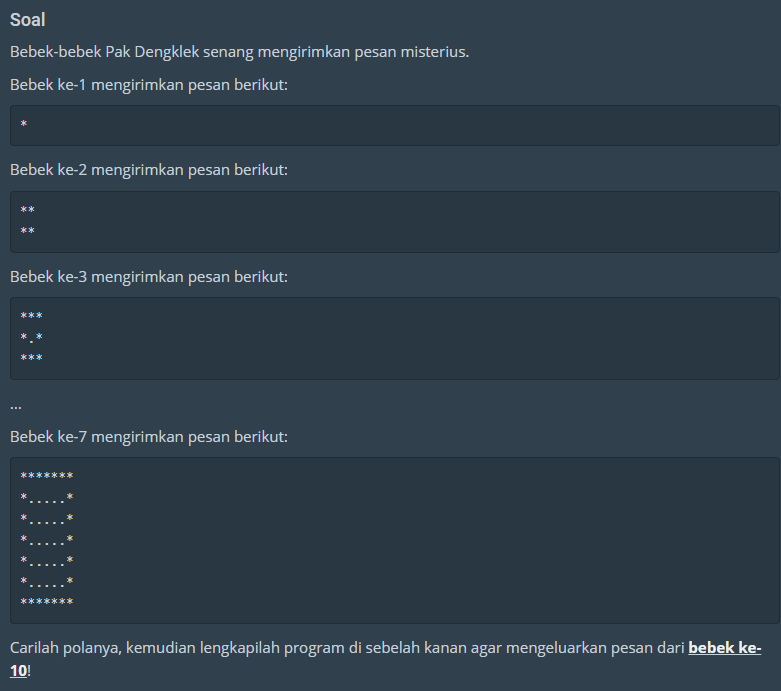 Soal
Bebek-bebek Pak Dengklek senang mengirimkan pesan misterius.
Bebek ke-1 mengirimkan pesan berikut:
*
Bebek ke-2 mengirimkan pesan berikut:
**
**
Bebek ke-3 mengirimkan pesan berikut:
***
*.*
***
...
Bebek ke-7 mengirimkan pesan berikut:
*******
*.....*
*.....*
*.....*
*.....*
*.....*
*******
Carilah polanya, kemudian lengkapilah program di sebelah kanan agar mengeluarkan pesan dari bebek ke-
10!